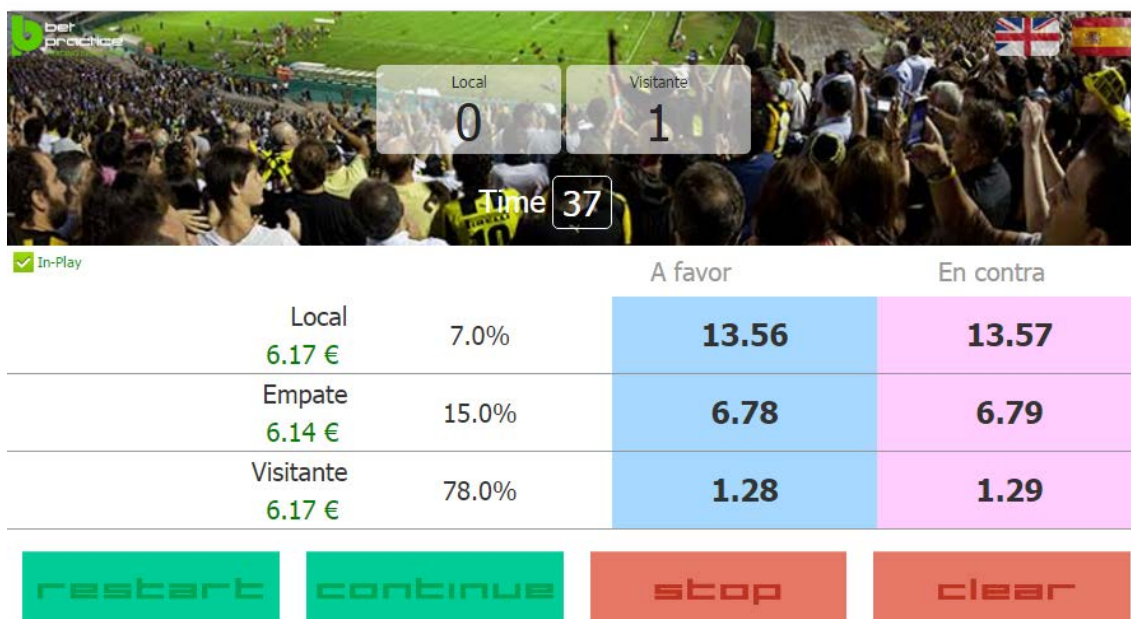 bet
practice
Local Visitante
0 1
Time 37
In-Play
A favor En contra
Local
6.17 €
7.0% 13.56 13.57
Empate
6.14 €
15.0% 6.78 6.79
Visitante
6.17 €
78.0% 1.28 1.29
restart continue stop clear